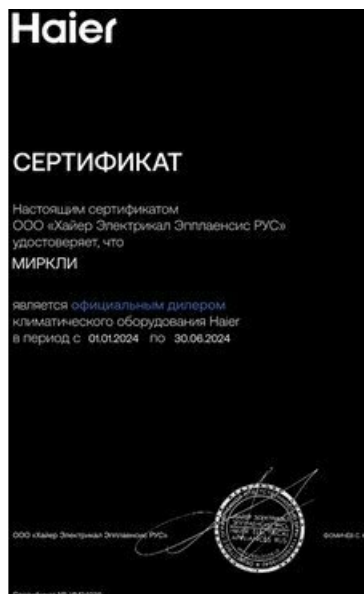 Haier
СЕРТИФИКАТ
Настоящим сертификатом
ООО «Хайер Электрикал Эпплаенсис РУС»
удостоверяет, что
МИРКЛИ
является официальным дилером
климатического оборудования Haier
в период с 01.01.2024 по 30.06.2024
ООО «Хайер Электрикал Эпплаенсис РУС»